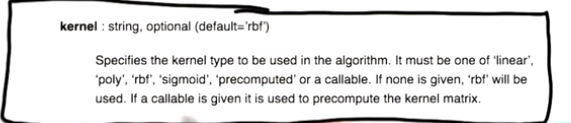 kernel : string, optional (default='rbf')
Specifies the kernel type to be used in the algorithm. It must be one of 'linear',
'poly', 'rbf', 'sigmoid', 'precomputed' or a callable. If none is given, 'rbf' will be
used. If a callable is given it is used to precompute the kernel matrix.